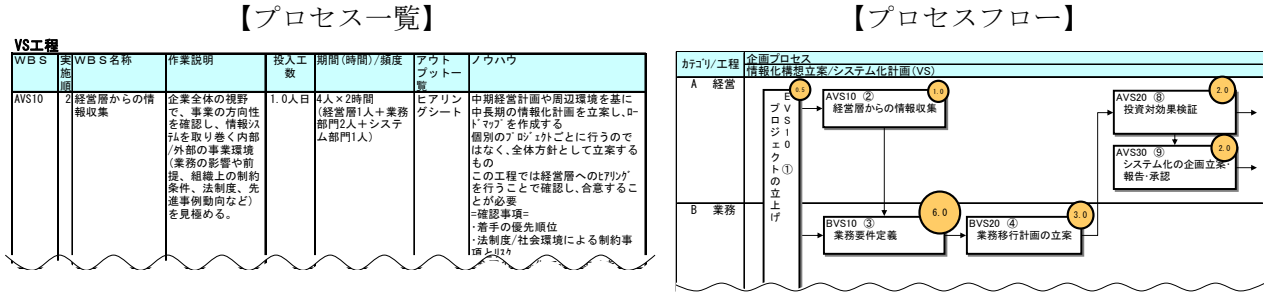 【プロセス一覧】
VS工程
WBS
実施順
WBS名称
作業説明
投入工数
期間(時間)/頻度
アウトプット一覧
ノウハウ
AVS10
2
経営層からの情
報収集
企業全体の視野
で、事業の方向性
を確認し、情報ｼｽ
ﾃﾑを取り巻く内部
/外部の事業環境
(業務の影響や前
提、組織上の制約
条件、法制度、先
進事例動向など)
を見極める。
1.0人日
4人×2時間
(経営層1人+業務
部門2人+システ
ム部門1人)
ヒアリン
グシート
中期経営計画や周辺環境を基に
中長期の情報化計画を立案し、ﾛｰ
ﾄﾞﾏｯﾌﾟを作成する
個別のﾌﾟﾛｼﾞｪｸﾄごとに行うので
はなく、全体方針として立案する
もの
この工程では経営層へのﾋｱﾘﾝｸﾞ
を行うことで確認し、合意するこ
とが必要
=確認事項=
・着手の優先順位
・法制度/社会環境による制約事
項とﾘｽｸ
【プロセスフロー】
ｶﾃｺﾞﾘ/工程
企画プロセス
情報化構想立案/システム化計画(VS)
A 経営
B 業務
EVS10 ①
プロジェクトの立上げ
0.5
AVS10 ②
経営層からの情報収集
1.0
AVS20 ⑧
投資対効果検証
2.0
AVS30 ⑨
システム化の企画立案・
報告・承認
2.0
BVS10 ③
業務要件定義
6.0
BVS20 ④
業務移行計画の立案
3.0